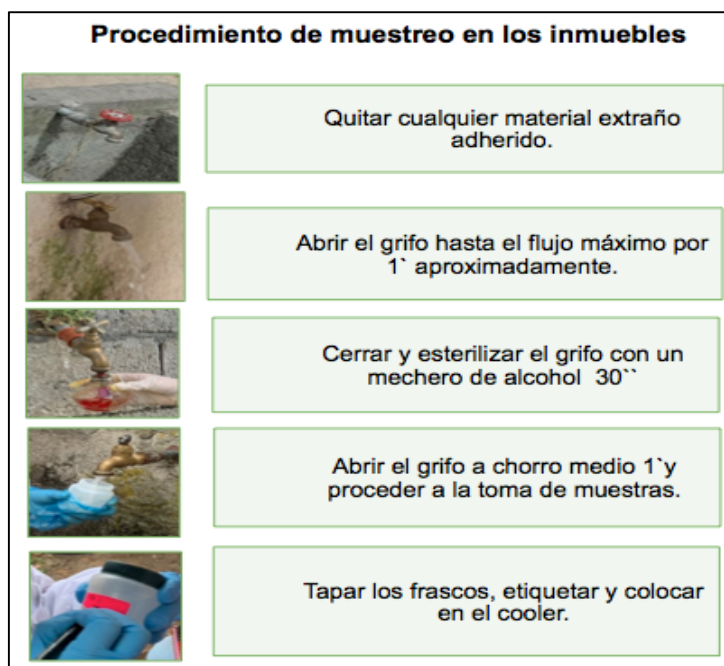 Procedimiento de muestreo en los inmuebles
Quitar cualquier material extraño
adherido.
Abrir el grifo hasta el flujo máximo por
1` aproximadamente.
Cerrar y esterilizar el grifo con un
mechero de alcohol 30``
Abrir el grifo a chorro medio 1`y
proceder a la toma de muestras.
Tapar los frascos, etiquetar y colocar
en el cooler.